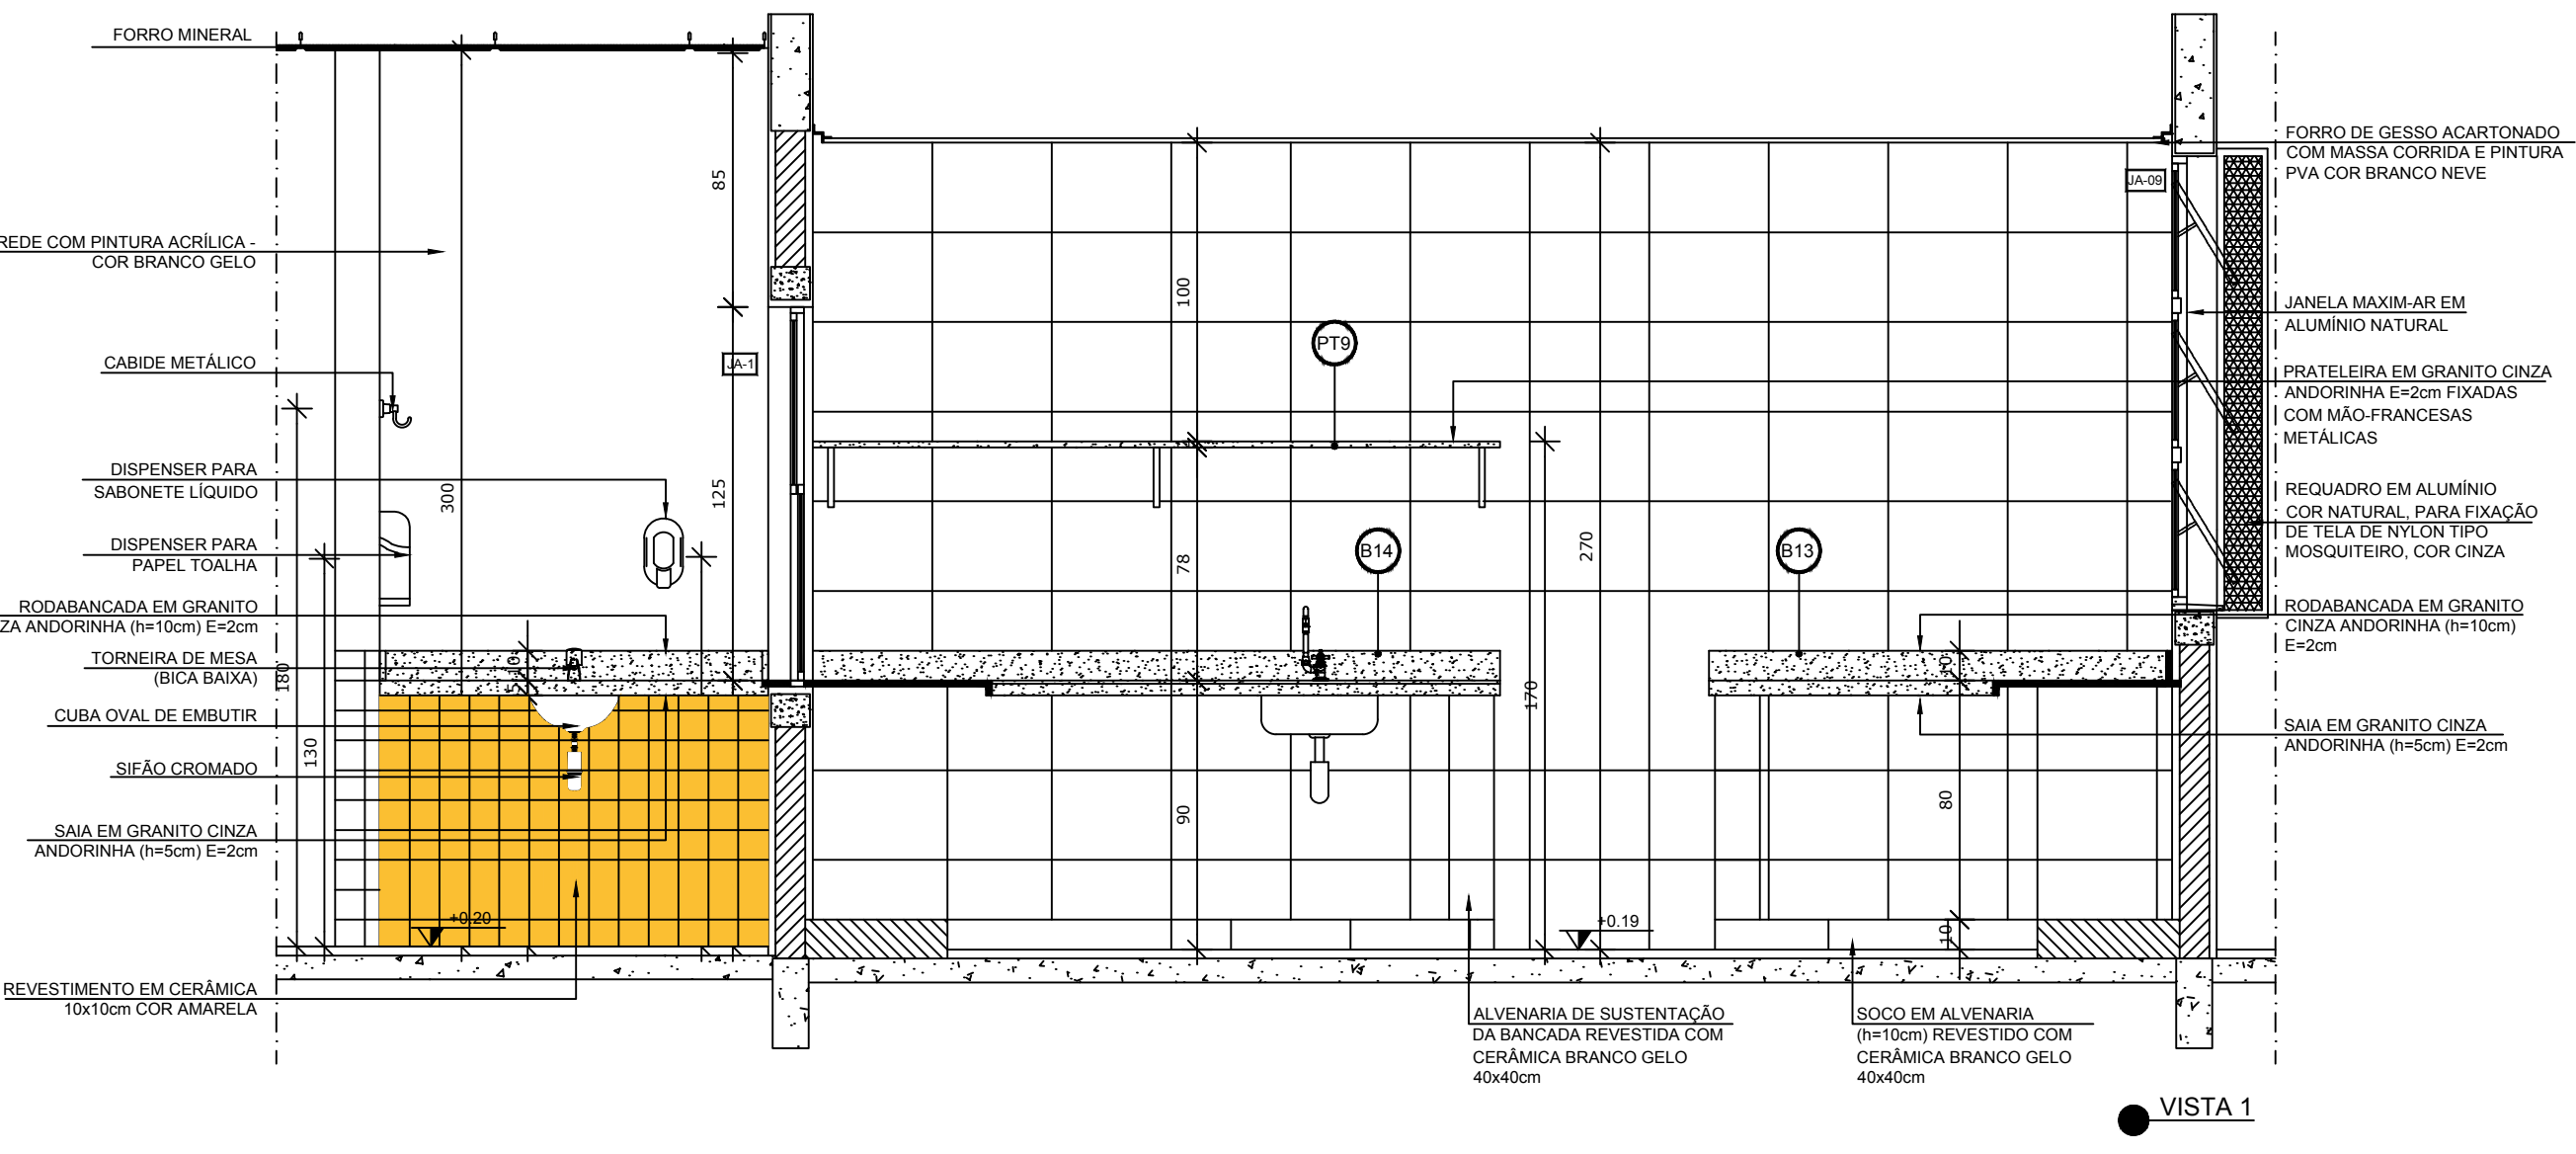 FORRO MINERAL
REDE COM PINTURA ACRÍLICA -
COR BRANCO GELO
CABIDE METÁLICO
DISPENSER PARA
SABONETE LÍQUIDO
DISPENSER PARA
PAPEL TOALHA
RODABANCADA EM GRANITO
ZA ANDORINHA (h=10cm) E=2cm
TORNEIRA DE MESA
(BICA BAIXA)
CUBA OVAL DE EMBUTIR
SIFÃO CROMADO
SAIA EM GRANITO CINZA
ANDORINHA (h=5cm) E=2cm
REVESTIMENTO EM CERÂMICA
10x10cm COR AMARELA
180
130
300
85
125
10
5
JA-1
+0.20
100
78
90
PT9
B14
B13
170
270
+0.19
10
80
10
JA-09
FORRO DE GESSO ACARTONADO
COM MASSA CORRIDA E PINTURA
PVA COR BRANCO NEVE
JANELA MAXIM-AR EM
ALUMÍNIO NATURAL
PRATELEIRA EM GRANITO CINZA
ANDORINHA E=2cm FIXADAS
COM MÃO-FRANCESAS
METÁLICAS
REQUADRO EM ALUMÍNIO
COR NATURAL, PARA FIXAÇÃO
DE TELA DE NYLON TIPO
MOSQUITEIRO, COR CINZA
RODABANCADA EM GRANITO
CINZA ANDORINHA (h=10cm)
E=2cm
SAIA EM GRANITO CINZA
ANDORINHA (h=5cm) E=2cm
ALVENARIA DE SUSTENTAÇÃO
DA BANCADA REVESTIDA COM
CERÂMICA BRANCO GELO
40x40cm
SOCO EM ALVENARIA
(h=10cm) REVESTIDO COM
CERÂMICA BRANCO GELO
40x40cm
VISTA 1